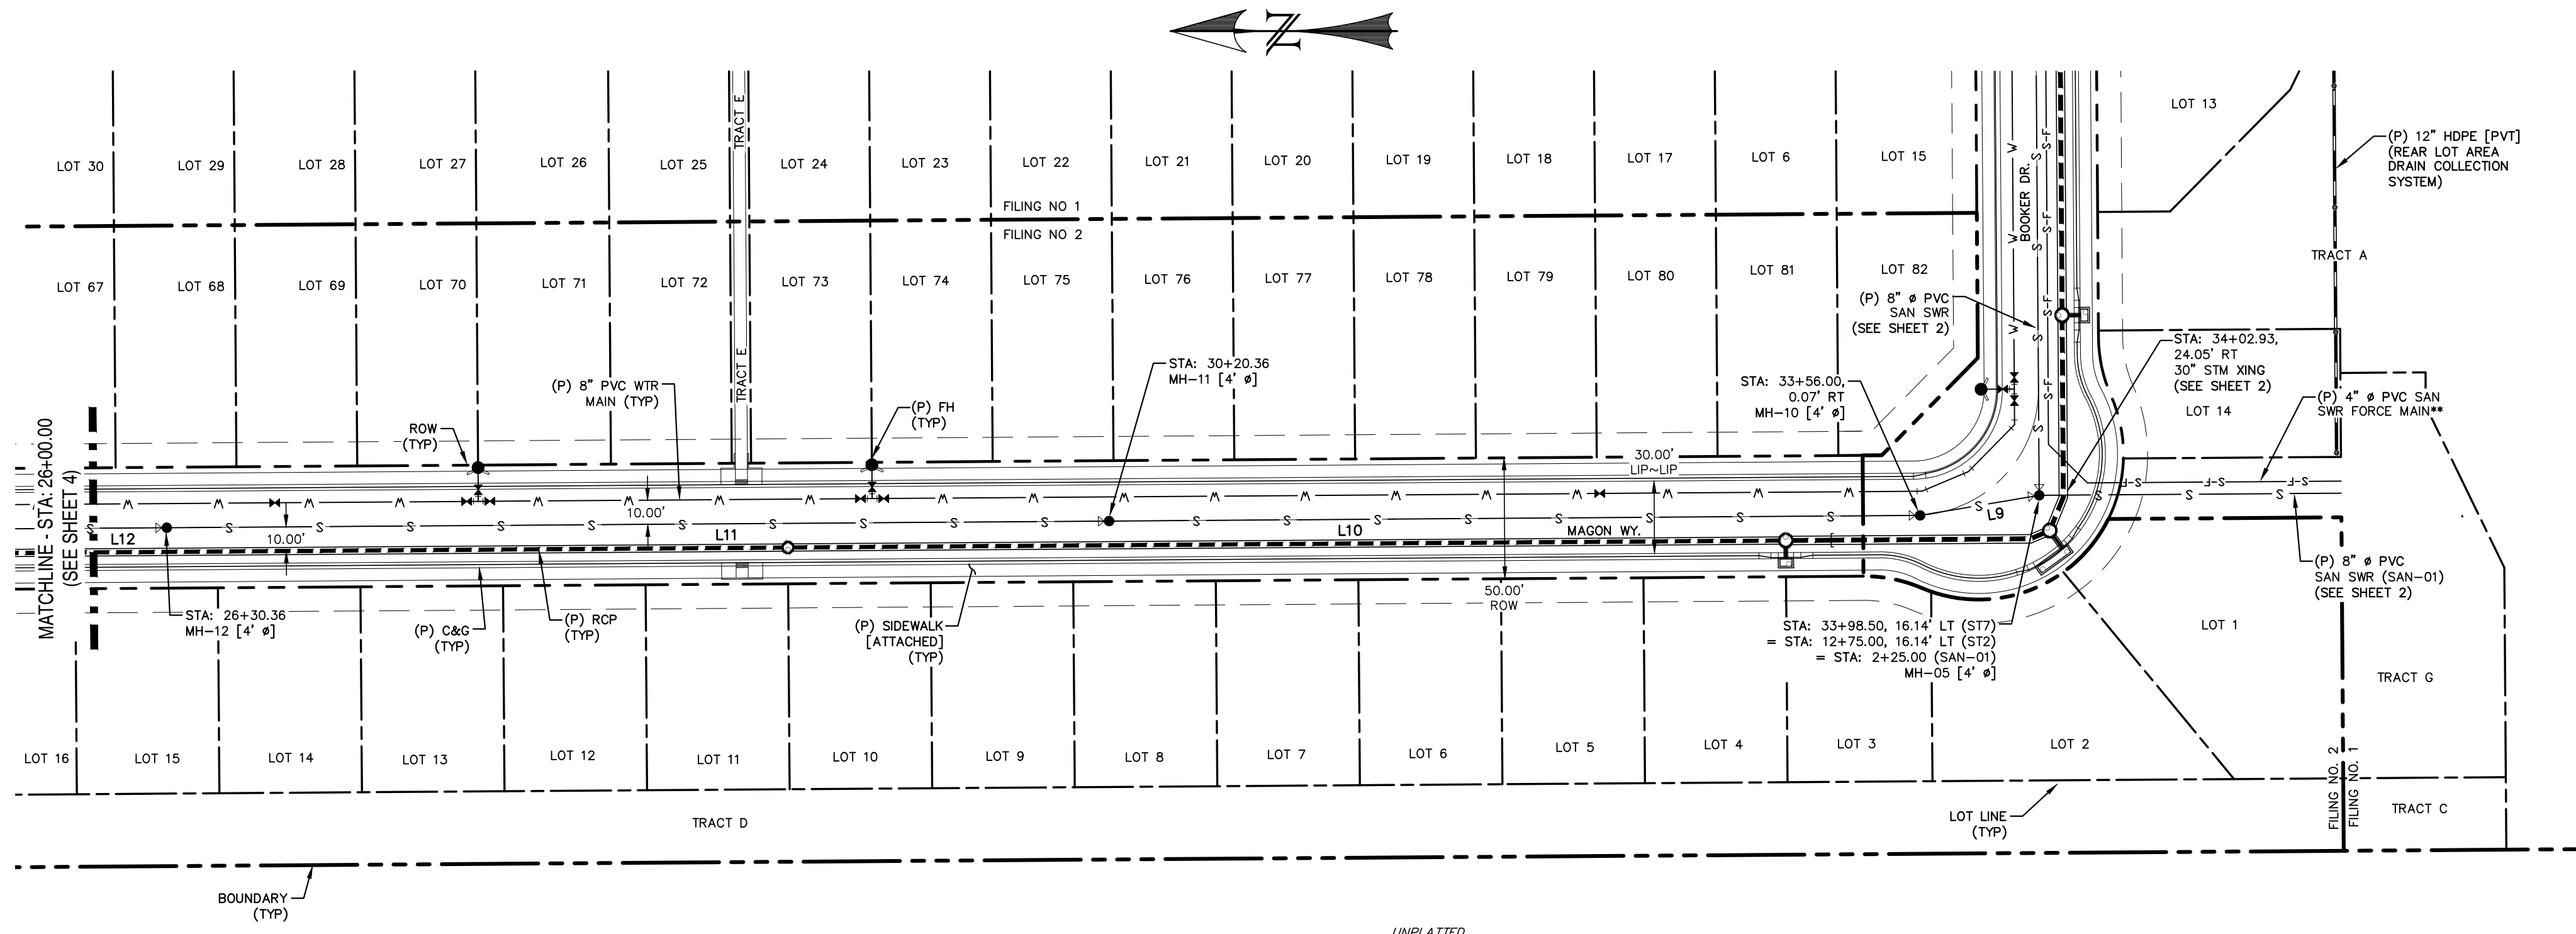 N
LOT 13
(P) 12" HDPE [PVT]
(REAR LOT AREA
DRAIN COLLECTION
SYSTEM)
TRACT E
LOT 30
LOT 29
LOT 28
LOT 27
LOT 26
LOT 25
LOT 24
LOT 23
LOT 22
LOT 21
LOT 20
LOT 19
LOT 18
LOT 17
LOT 6
LOT 15
BOOKER DR.
FILING NO 1
FILING NO 2
TRACT A
LOT 67
LOT 68
LOT 69
LOT 70
LOT 71
LOT 72
LOT 73
LOT 74
LOT 75
LOT 76
LOT 77
LOT 78
LOT 79
LOT 80
LOT 81
LOT 82
(P) 8" ø PVC
SAN SWR
(SEE SHEET 2)
STA: 34+02.93,
24.05' RT
30" STM XING
(SEE SHEET 2)
LOT 14
(P) 4" ø PVC SAN
SWR FORCE MAIN**
TRACT E
(P) 8" PVC WTR
MAIN (TYP)
STA: 30+20.36
MH-11 [4' ø]
STA: 33+56.00,
0.07' RT
MH-10 [4' ø]
ROW
(TYP)
(P) FH
(TYP)
MATCHLINE - STA: 26+00.00
(SEE SHEET 4)
30.00'
LIP~LIP
W W W W W W W W W W W W W W W W W
W W W
S S S S S S S S S S S S S S S S S S S S
S S S S
S-F S-F S-F S-F
S-F S-F
S S S
10.00'
10.00'
L12
L11
L10
L9
MAGON WY.
50.00'
ROW
STA: 26+30.36
MH-12 [4' ø]
(P) C&G
(TYP)
(P) RCP
(TYP)
(P) SIDEWALK
[ATTACHED]
(TYP)
STA: 33+98.50, 16.14' LT (ST7)
= STA: 12+75.00, 16.14' LT (ST2)
= STA: 2+25.00 (SAN-01)
MH-05 [4' ø]
(P) 8" ø PVC
SAN SWR (SAN-01)
(SEE SHEET 2)
LOT 1
TRACT G
LOT 16
LOT 15
LOT 14
LOT 13
LOT 12
LOT 11
LOT 10
LOT 9
LOT 8
LOT 7
LOT 6
LOT 5
LOT 4
LOT 3
LOT 2
FILING NO. 2
FILING NO. 1
TRACT D
LOT LINE
(TYP)
TRACT C
BOUNDARY
(TYP)
UNPLATTED